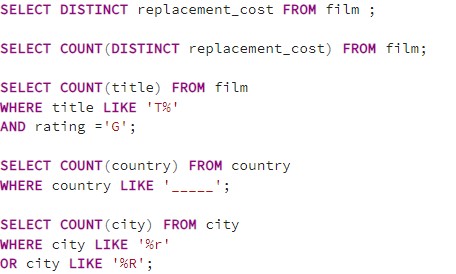 SELECT DISTINCT replacement_cost FROM film ;
SELECT COUNT(DISTINCT replacement_cost) FROM film;
SELECT COUNT(title) FROM film
WHERE title LIKE 'T%'
AND rating ='G';
SELECT COUNT(country) FROM country
WHERE country LIKE '_____';
SELECT COUNT(city) FROM city
WHERE city LIKE '%r'
OR city LIKE '%R';